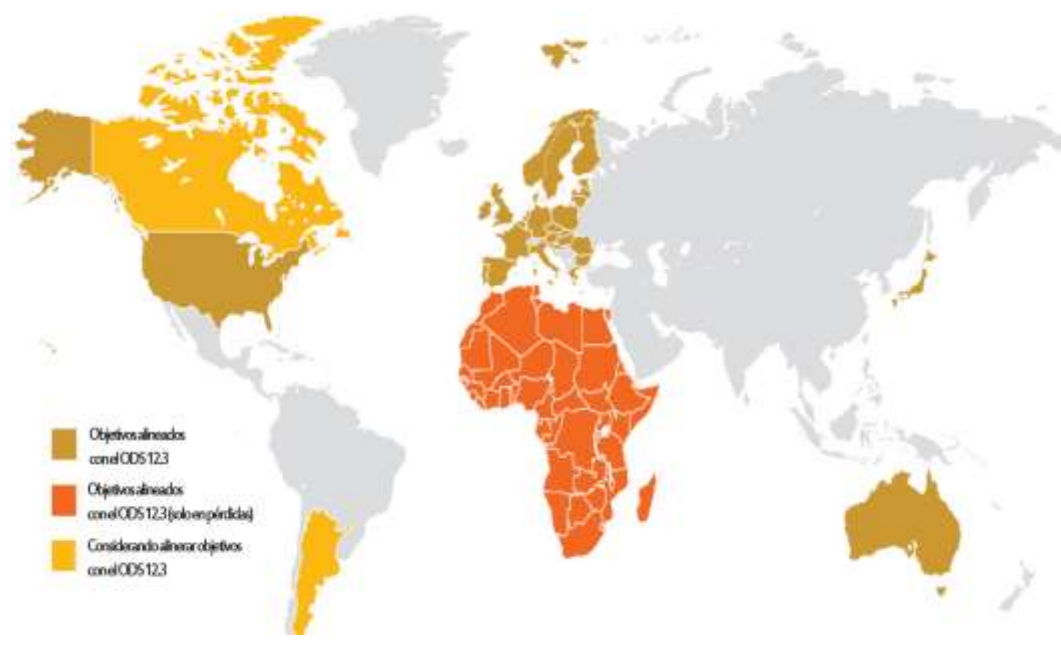 Objetivos alineados
con el ODS 12.3
Objetivos alineados
con el ODS 12.3 (solo en pérdidas)
Considerando alinerar objetivos
con el ODS 12.3